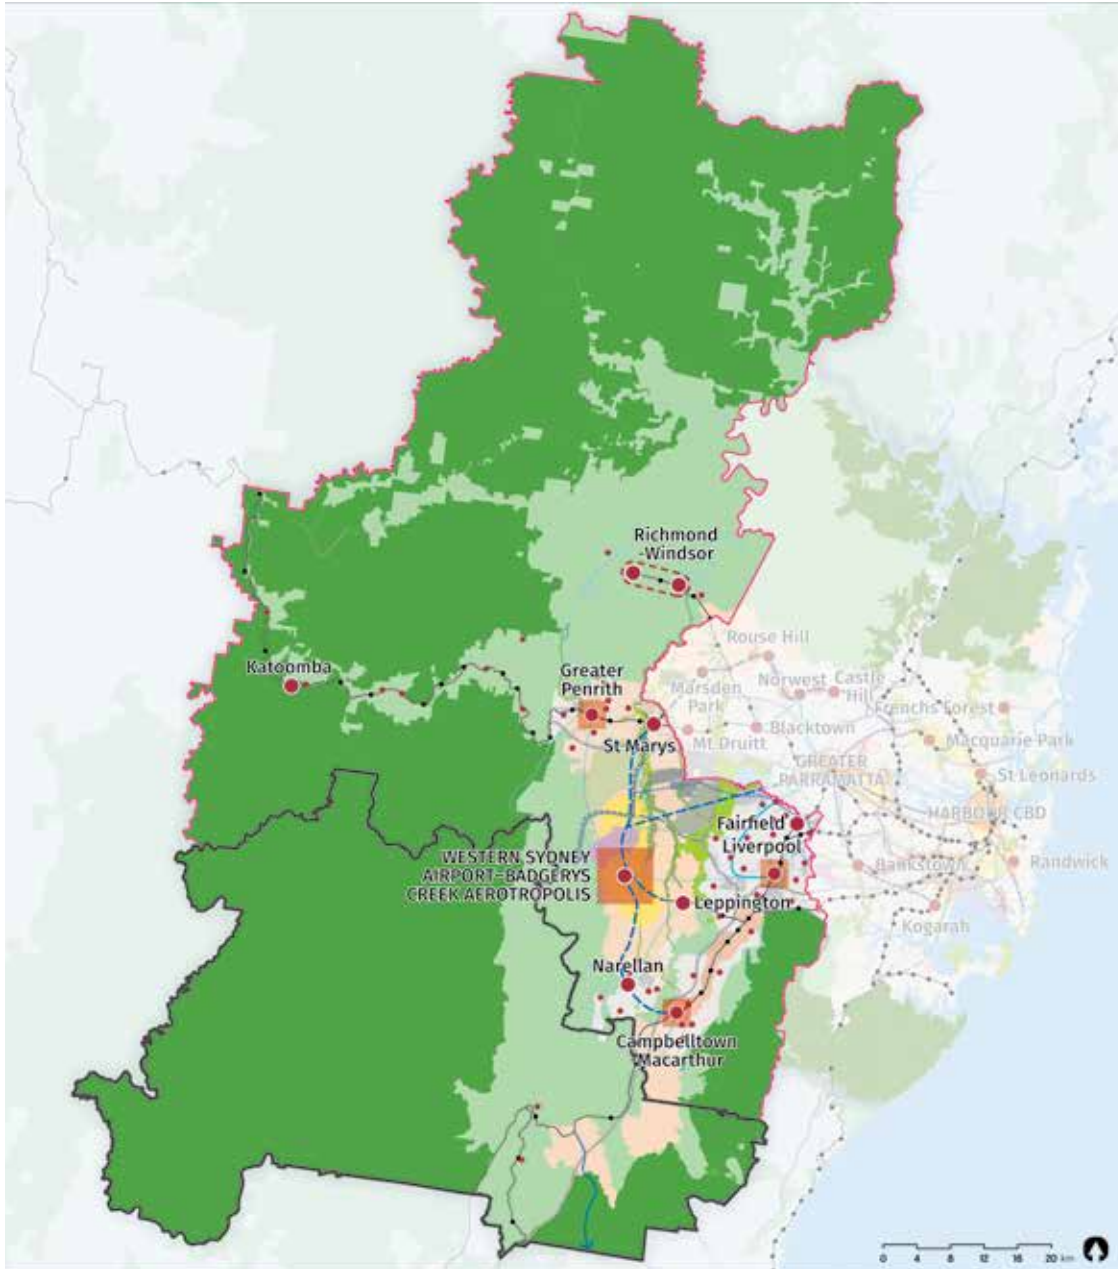 Richmond
-Windsor
Rouse Hill
Katoomba
Greater
Penrith
Marsden
Park
Norwest
Castle
Hill
Frenchs Forest
St Marys
Mt Druitt
Blacktown
Macquarie Park
GREATER
PARRAMATTA
St Leonards
HARBOUR CBD
Fairfield
Liverpool
WESTERN SYDNEY
AIRPORT–BADGERYS
CREEK AEROTROPOLIS
Bankstown
Randwick
Leppington
Kogarah
Narellan
Campbelltown
-Macarthur
0 4 8 12 16 20 km